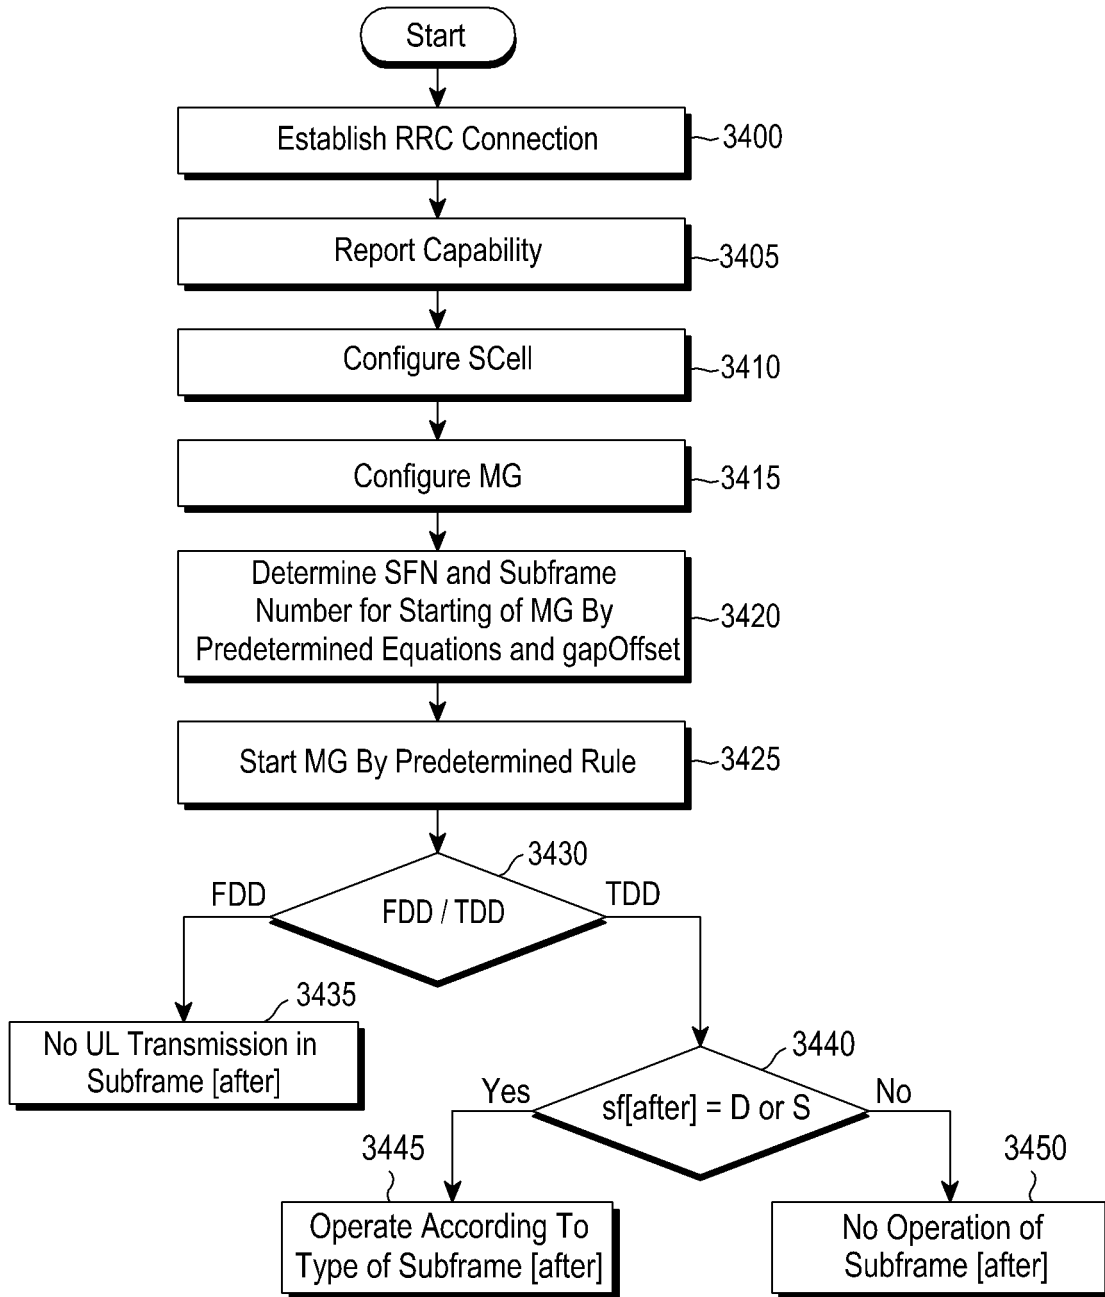 Start
Establish RRC Connection
3400
Report Capability
3405
Configure SCell
3410
Configure MG
3415
Determine SFN and Subframe
Number for Starting of MG By
Predetermined Equations and gapOffset
3420
Start MG By Predetermined Rule
3425
3430
FDD
FDD / TDD
TDD
3435
No UL Transmission in
Subframe [after]
3440
Yes
sf[after] = D or S
No
3445
Operate According To
Type of Subframe [after]
3450
No Operation of
Subframe [after]